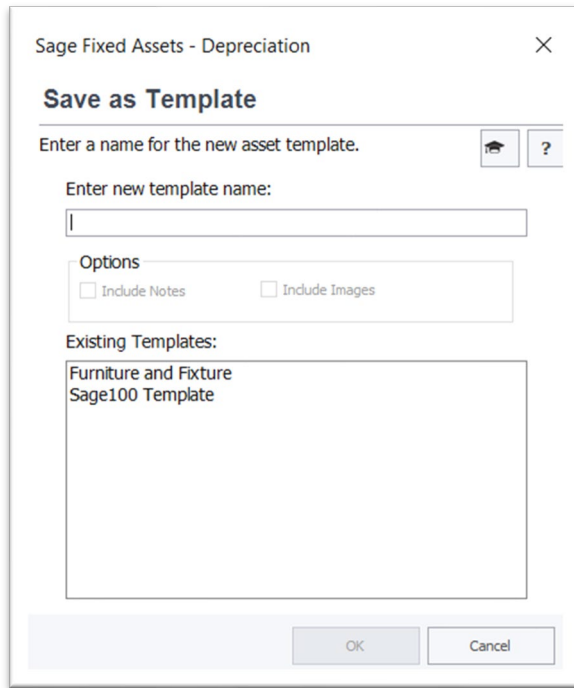 Sage Fixed Assets - Depreciation
Save as Template
Enter a name for the new asset template.
?
Enter new template name:
Options
Include Notes
Include Images
Existing Templates:
Furniture and Fixture
Sage100 Template
OK
Cancel